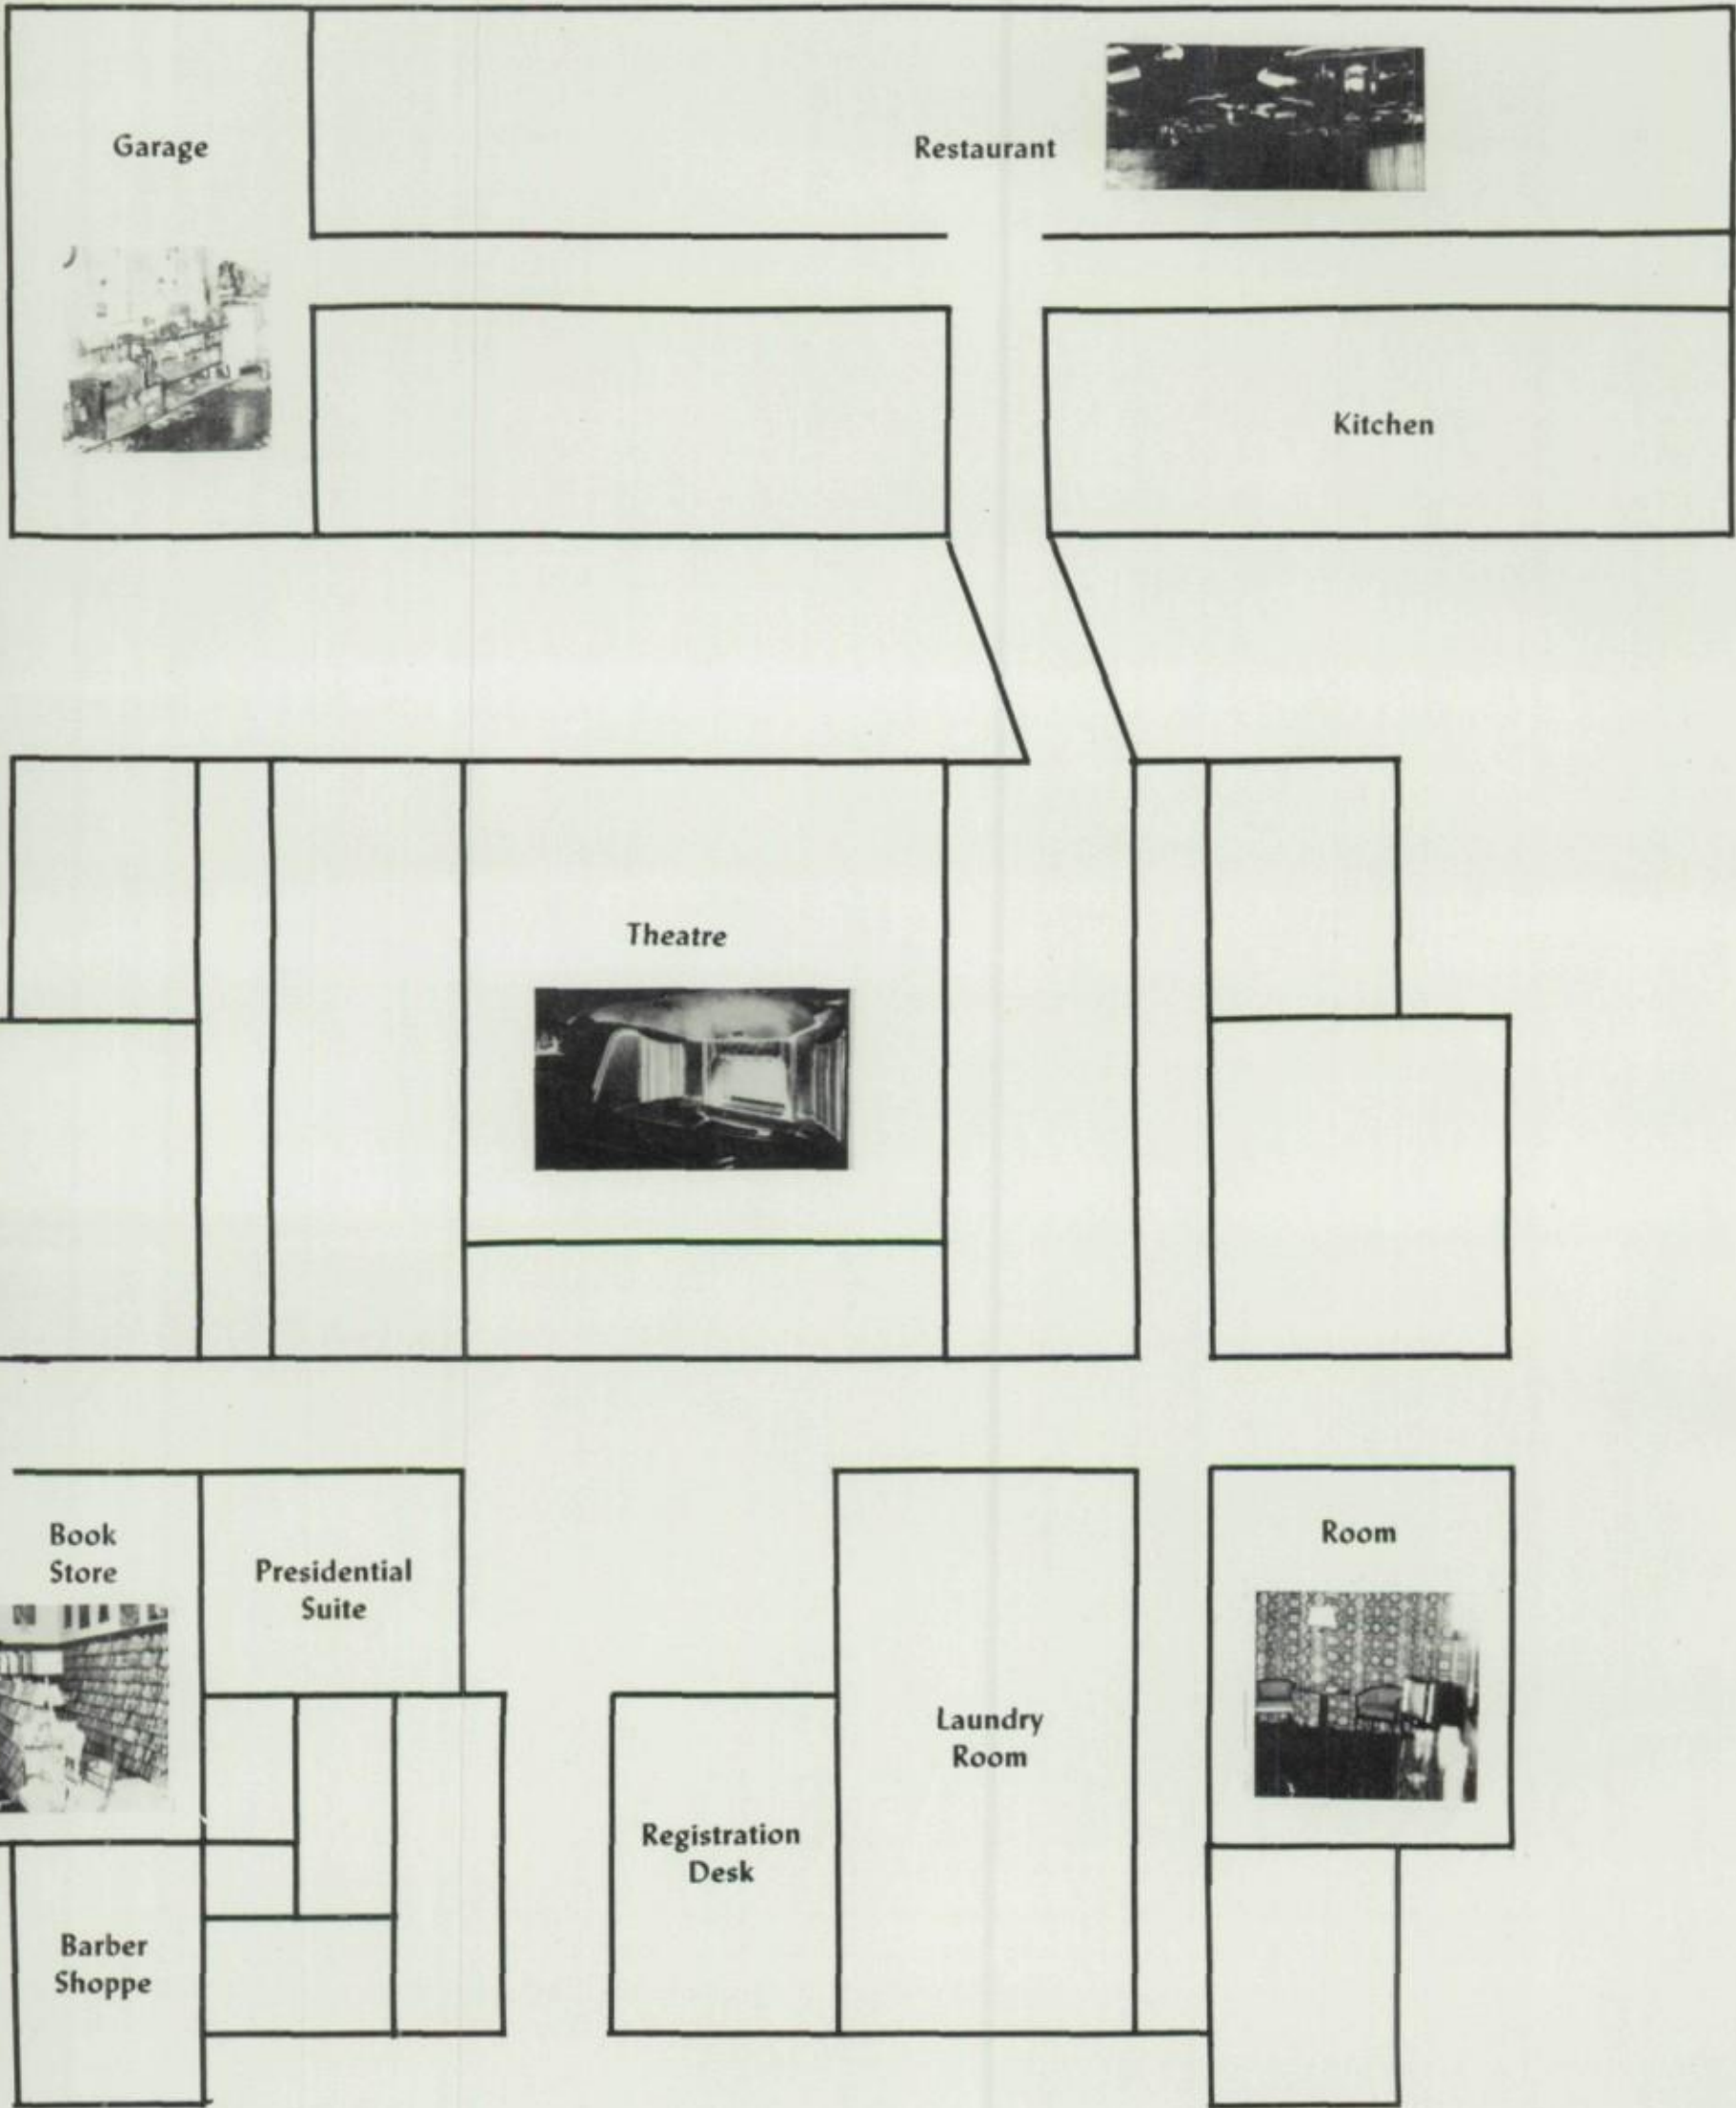 Garage
Restaurant
Kitchen
Theatre
Book
Store
Presidential
Suite
Room
Laundry
Room
Registration
Desk
Barber
Shoppe